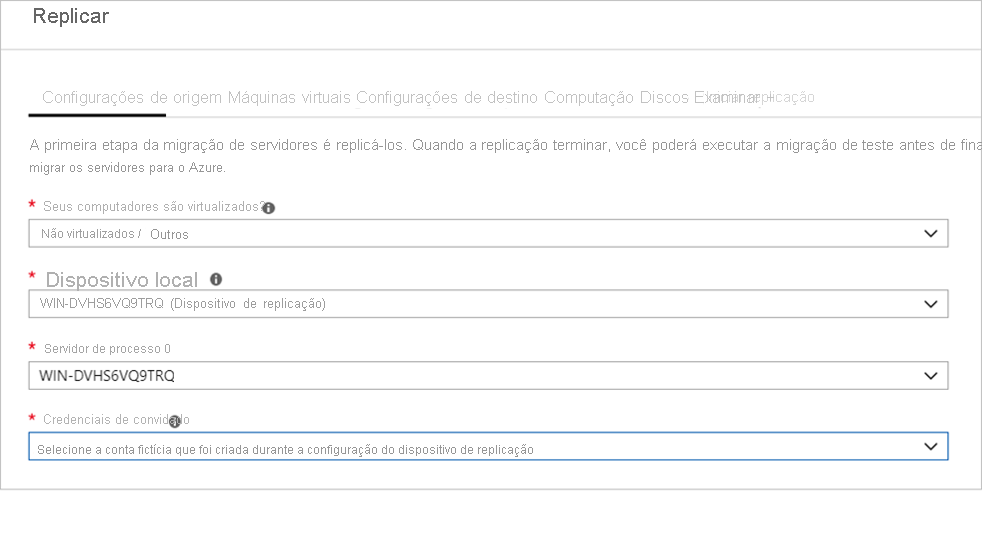 Replicar
Configurações de origem Máquinas virtuais Configurações de destino Computação Discos Examinar + replicação
A primeira etapa da migração de servidores é replicá-los. Quando a replicação terminar, você poderá executar a migração de teste antes de fina
migrar os servidores para o Azure.
* Seus computadores são virtualizados?
Não virtualizados / Outros
* Dispositivo local
WIN-DVHS6VQ9TRQ (Dispositivo de replicação)
* Servidor de processo 0
WIN-DVHS6VQ9TRQ
* Credenciais de convidado
Selecione a conta fictícia que foi criada durante a configuração do dispositivo de replicação